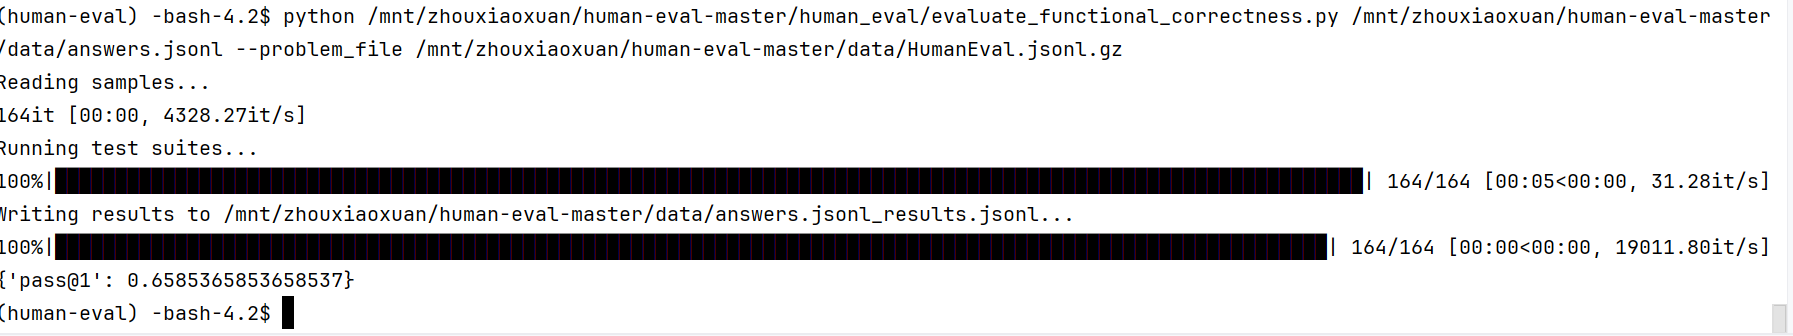 (human-eval) -bash-4.2$ python /mnt/zhouxiaoxuan/human-eval-master/human_eval/evaluate_functional_correctness.py /mnt/zhouxiaoxuan/human-eval-master
/data/answers.jsonl --problem_file /mnt/zhouxiaoxuan/human-eval-master/data/HumanEval.jsonl.gz
Reading samples...
164it [00:00, 4328.27it/s]
Running test suites...
100%|██████████| 164/164 [00:05<00:00, 31.28it/s]
Writing results to /mnt/zhouxiaoxuan/human-eval-master/data/answers.jsonl_results.jsonl...
100%|██████████| 164/164 [00:00<00:00, 19011.80it/s]
{'pass@1': 0.6585365853658537}
(human-eval) -bash-4.2$